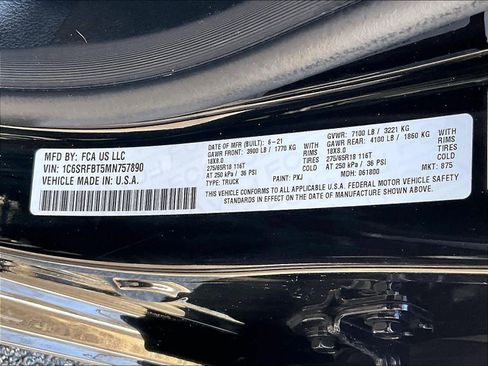 MFD BY: FCA US LLC
VIN: 1C6SRFBT5MN757890
VEHICLE MADE IN: U.S.A.
DATE OF MFR (BUILT): 6-21
GAWR FRONT: 3900 LB / 1770 KG
WITH
18X8.0 RIMS
275/65R18 116T TIRES
AT 250 kPa / 36 PSI
PAINT: PXJ
GVWR: 7100 LB / 3221 KG
GAWR REAR: 4100 LB / 1860 KG
WITH
18X8.0 RIMS
275/65R18 116T TIRES
AT 250 kPa / 36 PSI
MDH: 061800
MKT: 875
THIS VEHICLE CONFORMS TO ALL APPLICABLE U.S.A. FEDERAL MOTOR VEHICLE SAFETY
STANDARDS IN EFFECT ON THE DATE OF MANUFACTURE SHOWN ABOVE.